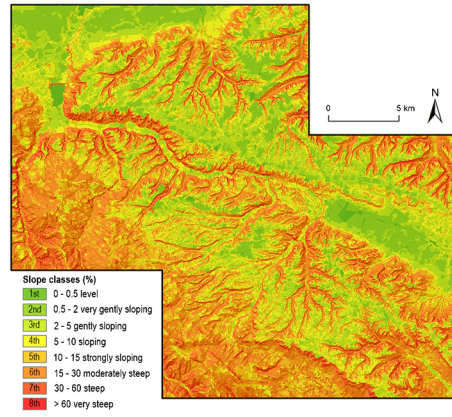 N
0 5 km
Slope classes (%)
1st 0 - 0.5 level
2nd 0.5 - 2 very gently sloping
3rd 2 - 5 gently sloping
4th 5 - 10 sloping
5th 10 - 15 strongly sloping
6th 15 - 30 moderately steep
7th 30 - 60 steep
8th > 60 very steep